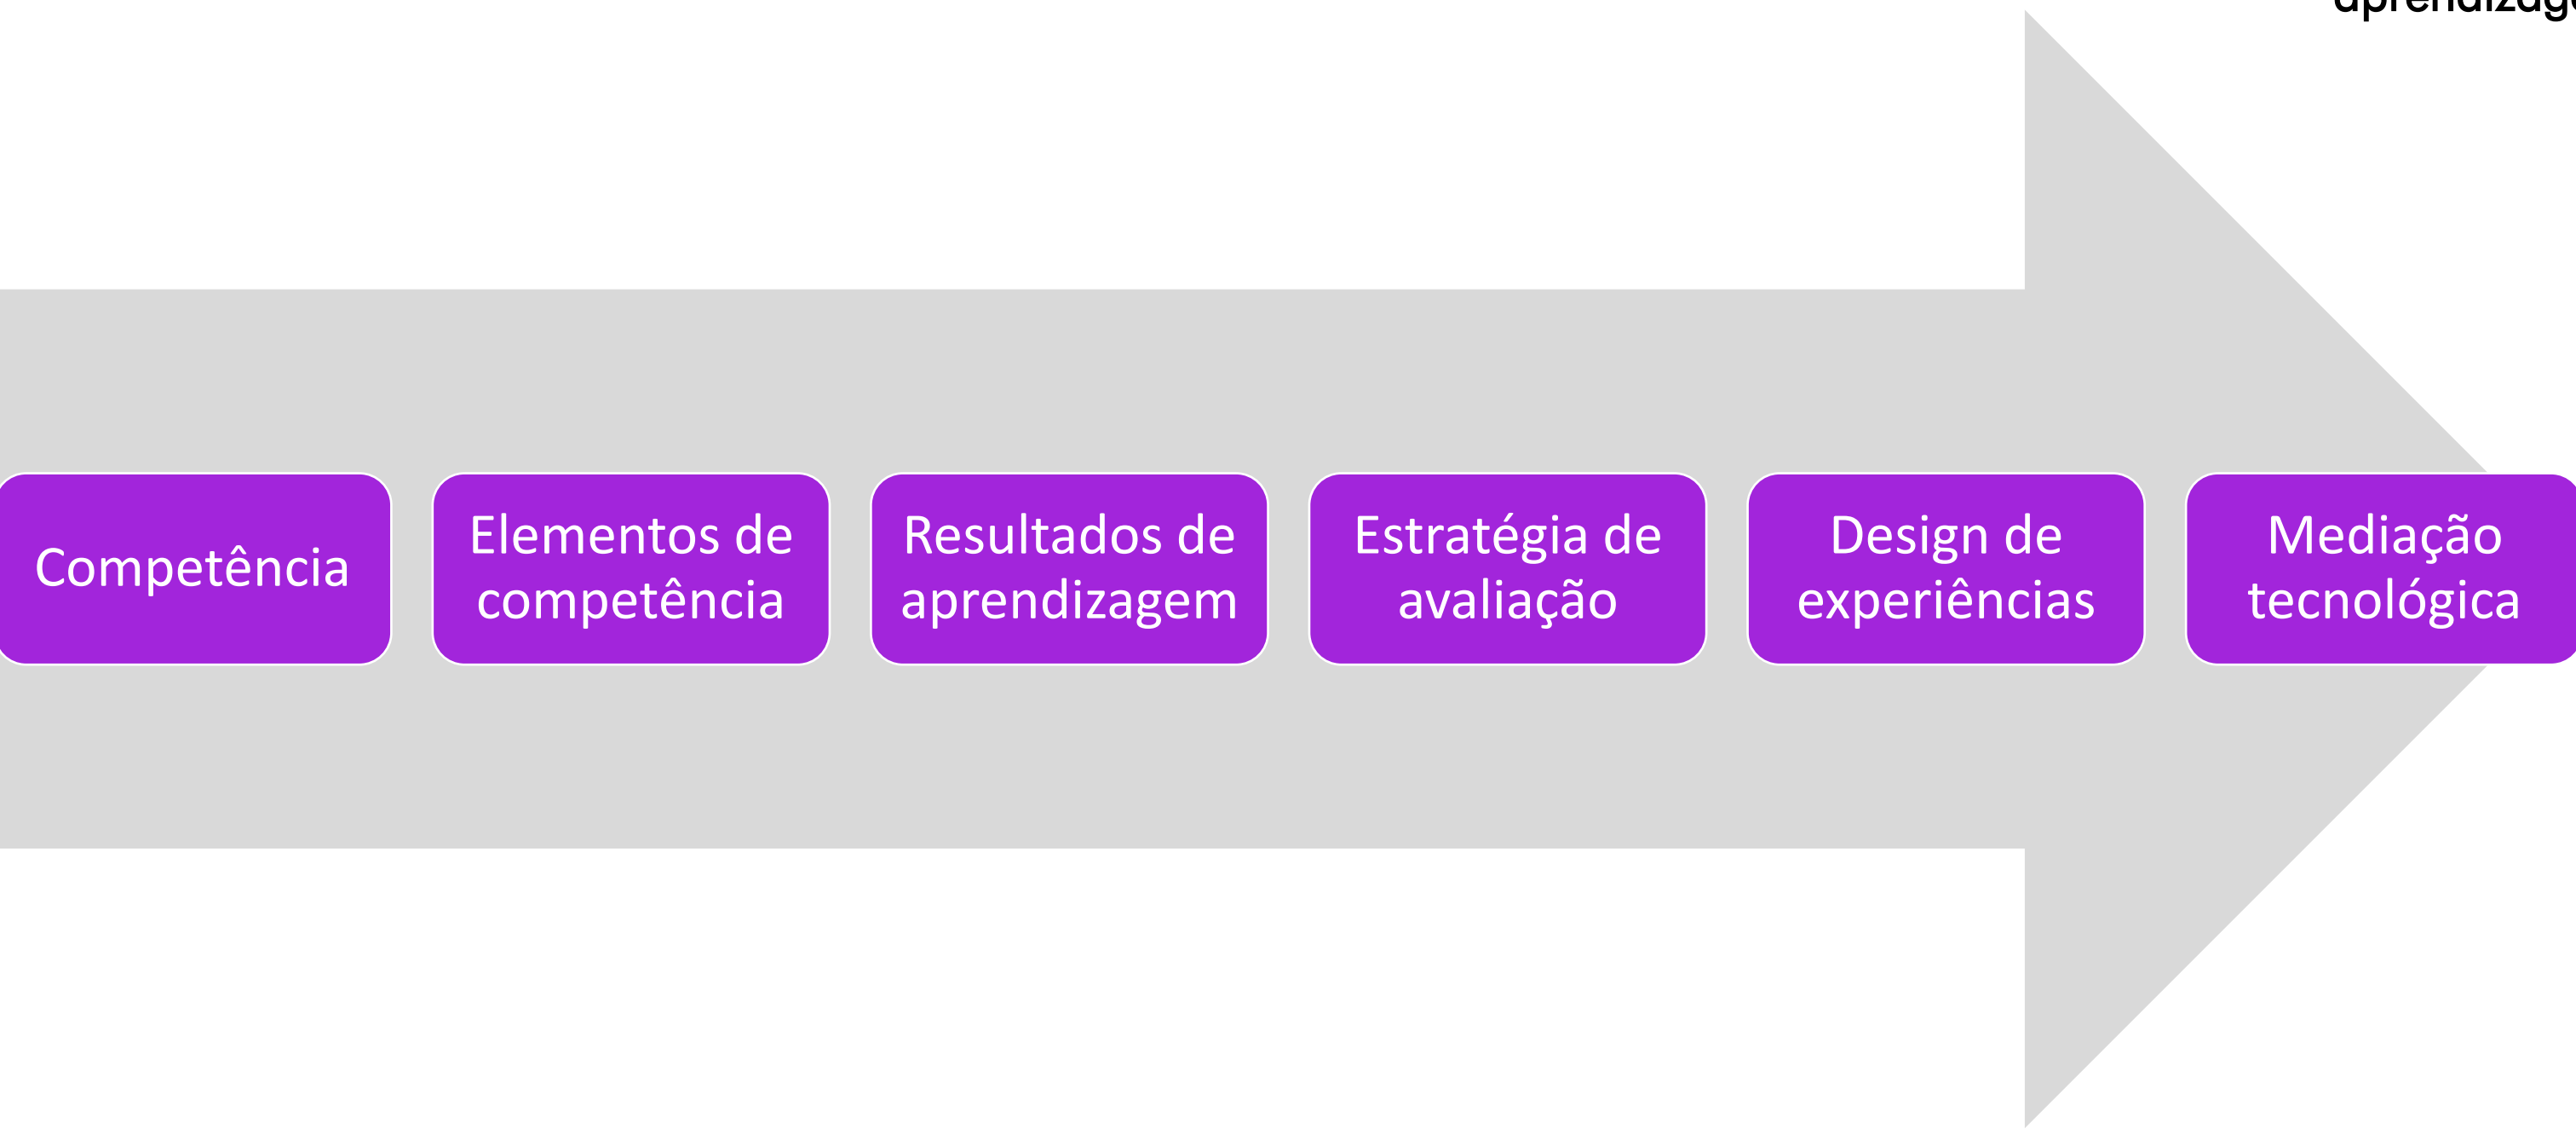 Competência
Elementos de
competência
Resultados de
aprendizagem
Estratégia de
avaliação
Design de
experiências
Mediação
tecnológica